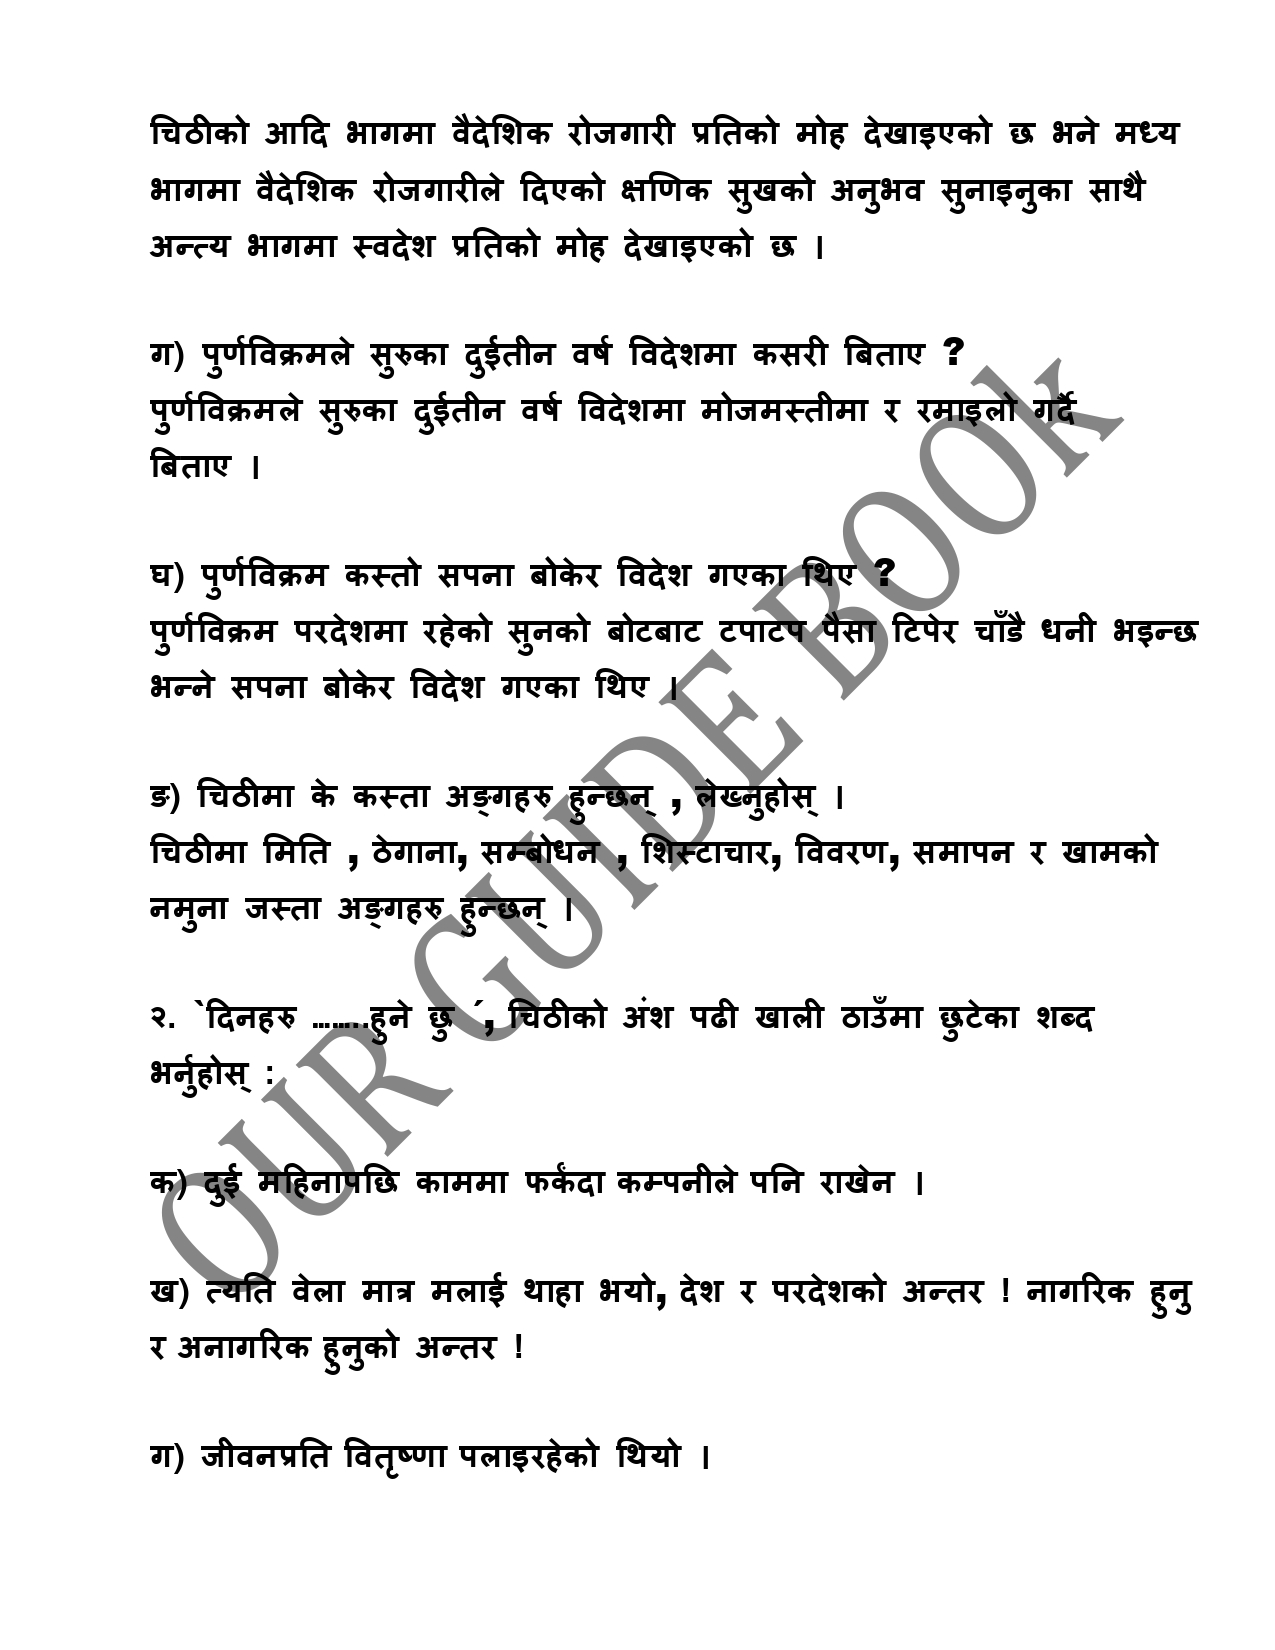 चिठीको आदि भागमा वैदेशिक रोजगारी प्रतिको मोह देखाइएको छ भने मध्य
भागमा वैदेशिक रोजगारीले दिएको क्षणिक सुखको अनुभव सुनाइनुका साथै
अन्त्य भागमा स्वदेश प्रतिको मोह देखाइएको छ ।
ग) पुर्णविक्रमले सुरुका दुईतीन वर्ष विदेशमा कसरी बिताए ?
पुर्णविक्रमले सुरुका दुईतीन वर्ष विदेशमा मोजमस्तीमा र रमाइलो गर्दै
बिताए ।
घ) पुर्णविक्रम कस्तो सपना बोकेर विदेश गएका थिए ?
पुर्णविक्रम परदेशमा रहेको सुनको बोटबाट टपाटप पैसा टिपेर चाँडै धनी भइन्छ
भन्ने सपना बोकेर विदेश गएका थिए ।
ङ) चिठीमा के कस्ता अङ्गहरु हुन्छन् , लेख्नुहोस् ।
चिठीमा मिति , ठेगाना, सम्बोधन , शिस्टाचार, विवरण, समापन र खामको
नमुना जस्ता अङ्गहरु हुन्छन् ।
२. `दिनहरु ……..हुने छु ´, चिठीको अंश पढी खाली ठाउँमा छुटेका शब्द
भर्नुहोस् :
क) दुई महिनापछि काममा फर्कंदा कम्पनीले पनि राखेन ।
ख) त्यति वेला मात्र मलाई थाहा भयो, देश र परदेशको अन्तर ! नागरिक हुनु
र अनागरिक हुनुको अन्तर !
ग) जीवनप्रति वितृष्णा पलाइरहेको थियो ।
OUR GUIDE BOOk